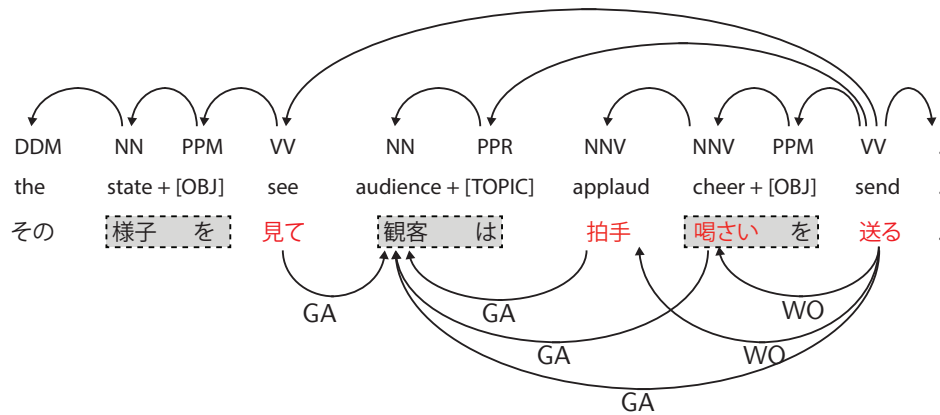 DDM NN PPM VV NN PPR NNV NNV PPM VV .
the state + [OBJ] see audience + [TOPIC] applaud cheer + [OBJ] send .
その 様子 を 見て 観客 は 拍手 喝さい を 送る .
GA GA WO
GA WO
GA